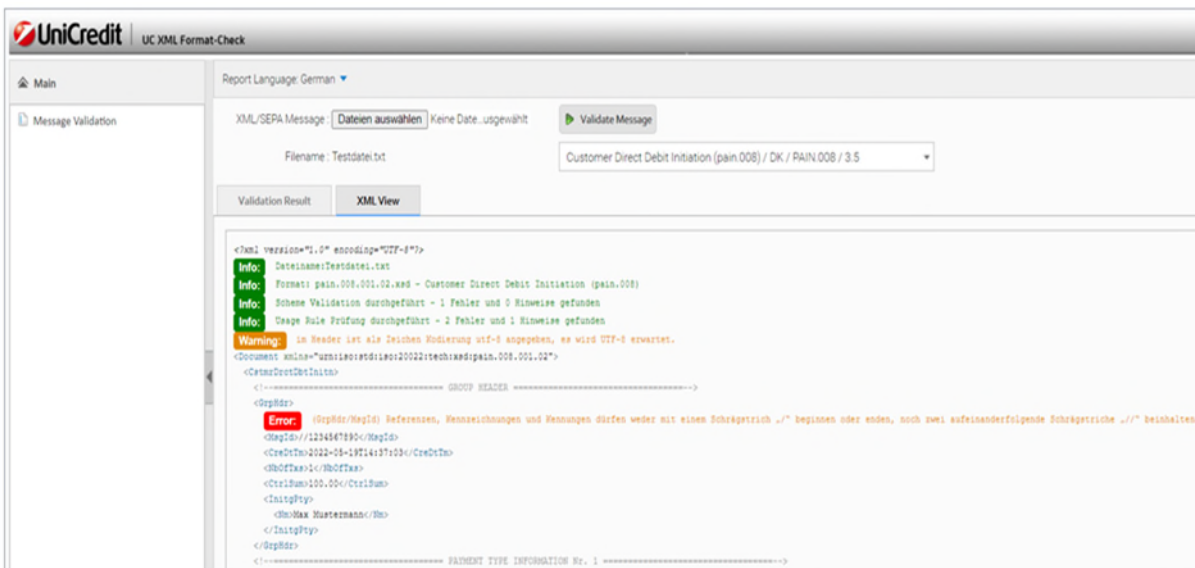 UniCredit UC XML Format-Check
Main
Message Validation
Report Language: German
XML/SEPA Message : Dateien auswählen Keine Date...usgewählt Validate Message
Filename : Testdatei.txt Customer Direct Debit Initiation (pain.008) / DK / PAIN.008 / 3.5
Validation Result XML View
<?xml version="1.0" encoding="UTF-8"?>
Info: Dateiname:Testdatei.txt
Info: Format: pain.008.001.02.xsd - Customer Direct Debit Initiation (pain.008)
Info: Scheme Validation durchgeführt - 1 Fehler und 0 Hinweise gefunden
Info: Usage Rule Prüfung durchgeführt - 2 Fehler und 1 Hinweise gefunden
Warning: im Header ist als Zeichen Kodierung utf-8 angegeben, es wird UTF-8 erwartet.
<Document xmlns="urn:iso:std:iso:20022:tech:xsd:pain.008.001.02">
<CstmrDrctDbtInitn>
<!--================================ GROUP HEADER ================================-->
<GrpHdr>
Error: (GrpHdr/MsgId) Referenzen, Kennzeichnungen und Kennungen dürfen weder mit einem Schrägstrich „/" beginnen oder enden, noch zwei aufeinanderfolgende Schrägstriche „//" beinhalten
<MsgId>//1234567890</MsgId>
<CreDtTm>2022-05-19T14:37:03</CreDtTm>
<NbOfTxs>1</NbOfTxs>
<CtrlSum>100.00</CtrlSum>
<InitgPty>
<Nm>Max Mustermann</Nm>
</InitgPty>
</GrpHdr>
<!--================================ PAYMENT TYPE INFORMATION Nr. 1 ================================-->